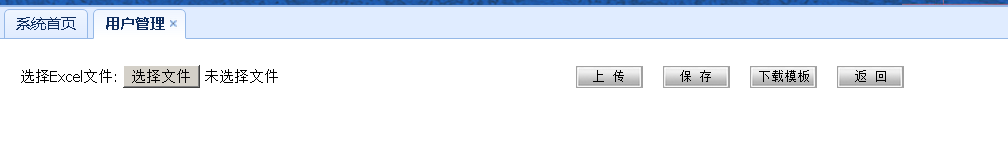 系统首页 用户管理 ×
选择Excel文件: 选择文件 未选择文件 上 传 保 存 下载模板 返 回